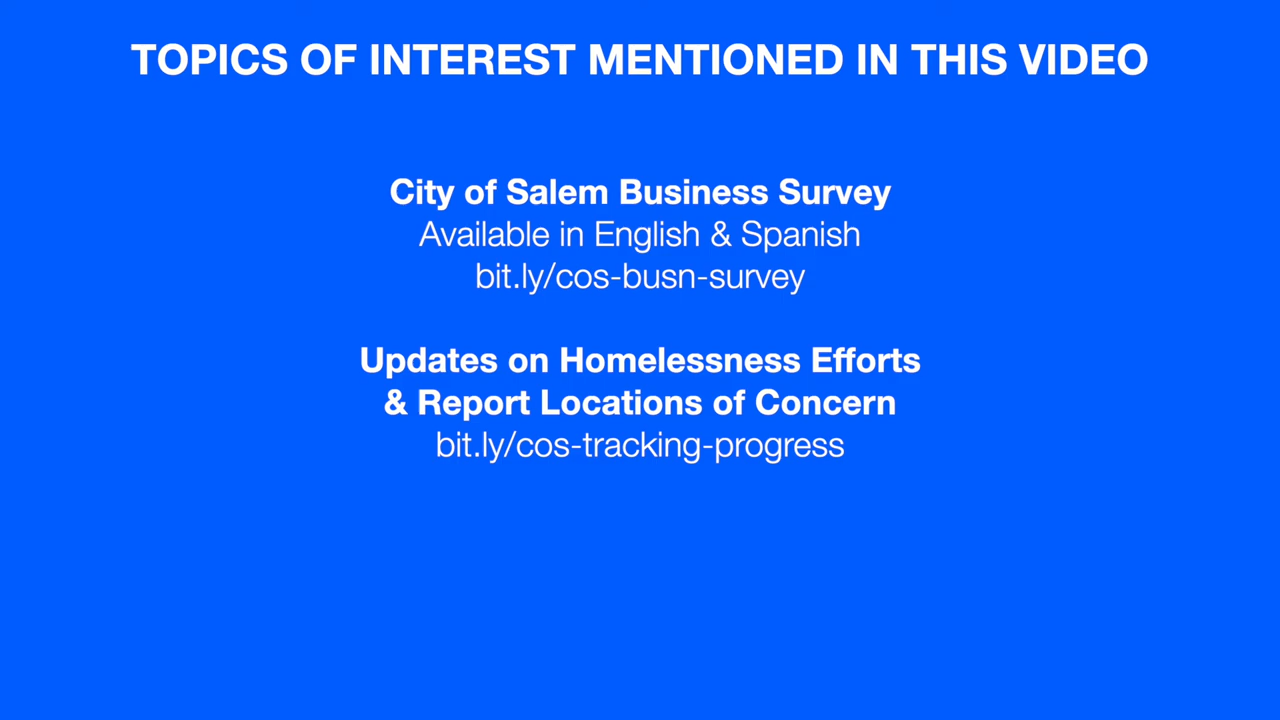 TOPICS OF INTEREST MENTIONED IN THIS VIDEO
City of Salem Business Survey
Available in English & Spanish
bit.ly/cos-busn-survey
Updates on Homelessness Efforts
& Report Locations of Concern
bit.ly/cos-tracking-progress